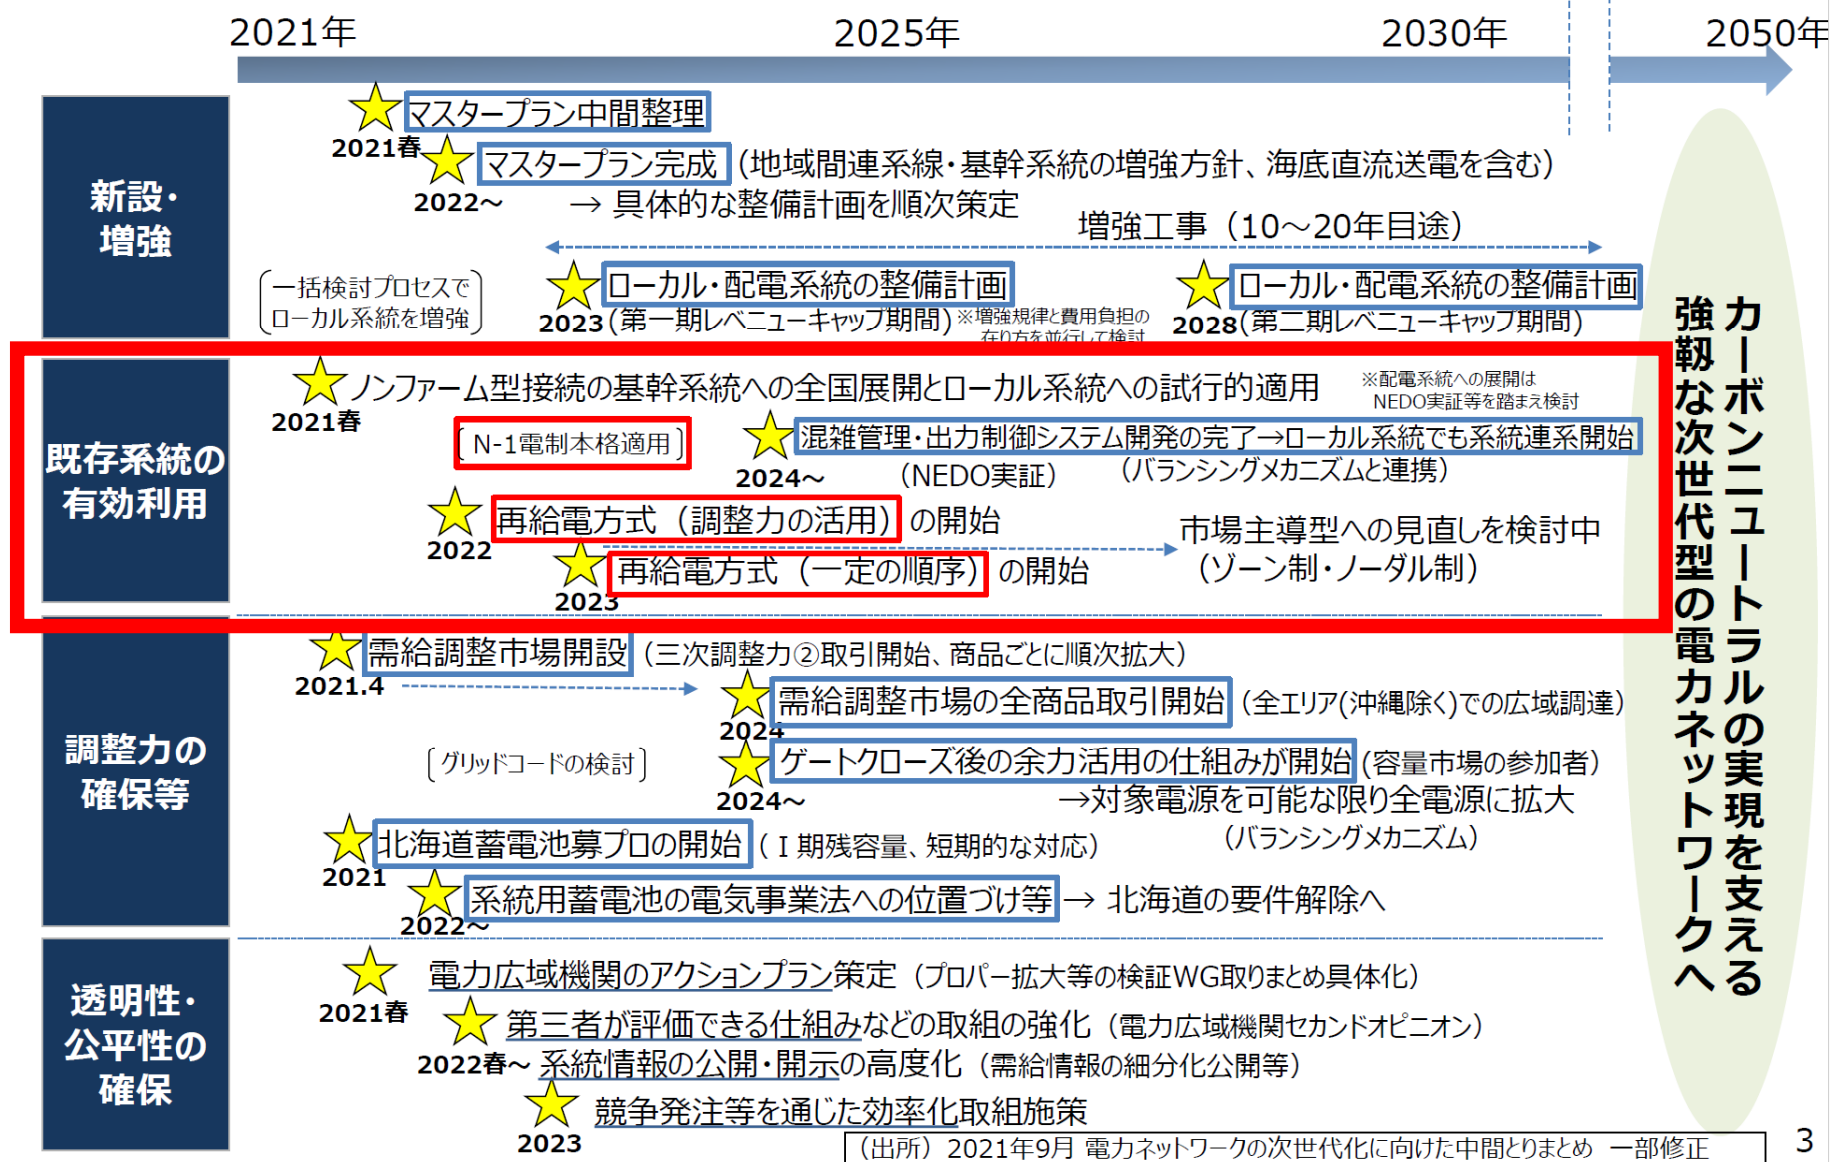 2021年
2025年
2030年
2050年
新設・
増強
マスタープラン中間整理
2021春
マスタープラン完成
（地域間連系線・基幹系統の増強方針、海底直流送電を含む）
2022～
→ 具体的な整備計画を順次策定
増強工事（10～20年目途）
一括検討プロセスで
ローカル系統を増強
ローカル・配電系統の整備計画
2023
(第一期レベニューキャップ期間)
※増強規律と費用負担の
在り方を並行して検討
ローカル・配電系統の整備計画
2028
(第二期レベニューキャップ期間)
既存系統の
有効利用
ノンファーム型接続の基幹系統への全国展開とローカル系統への試行的適用
2021春
※配電系統への展開は
NEDO実証等を踏まえ検討
N-1電制本格適用
混雑管理・出力制御システム開発の完了→ローカル系統でも系統連系開始
2024～
（NEDO実証）
（バランシングメカニズムと連携）
再給電方式（調整力の活用）の開始
2022
再給電方式（一定の順序）の開始
2023
市場主導型への見直しを検討中
（ゾーン制・ノーダル制）
調整力の
確保等
需給調整市場開設
（三次調整力②取引開始、商品ごとに順次拡大）
2021.4
需給調整市場の全商品取引開始
（全エリア(沖縄除く)での広域調達）
2024
グリッドコードの検討
ゲートクローズ後の余力活用の仕組みが開始
（容量市場の参加者）
2024～
→対象電源を可能な限り全電源に拡大
（バランシングメカニズム）
北海道蓄電池募プロの開始
（Ⅰ期残容量、短期的な対応）
2021
系統用蓄電池の電気事業法への位置づけ等
→ 北海道の要件解除へ
2022～
透明性・
公平性の
確保
電力広域機関のアクションプラン策定（プロパー拡大等の検証WG取りまとめ具体化）
2021春
第三者が評価できる仕組みなどの取組の強化（電力広域機関セカンドオピニオン）
2022春～
系統情報の公開・開示の高度化（需給情報の細分化公開等）
競争発注等を通じた効率化取組施策
2023
カーボンニュートラルの実現を支える
強靱な次世代型の電力ネットワークへ
（出所）2021年9月 電力ネットワークの次世代化に向けた中間とりまとめ 一部修正
3